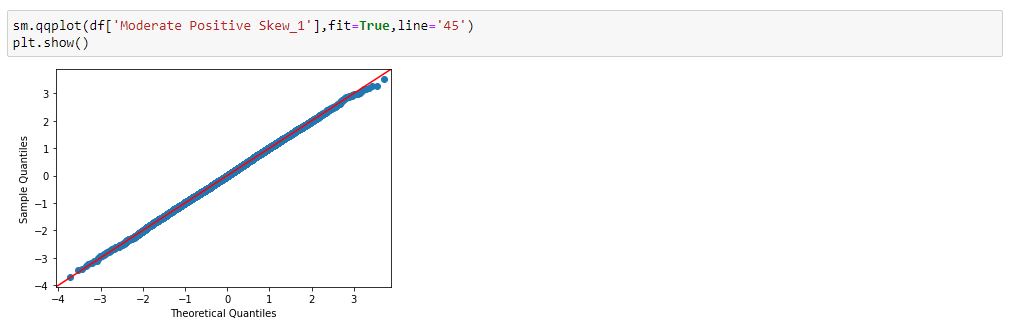 sm.qqplot(df['Moderate Positive Skew_1'],fit=True,line='45')
plt.show()
3
2
1
0
−1
−2
−3
−4
Sample Quantiles
−4 −3 −2 −1 0 1 2 3
Theoretical Quantiles